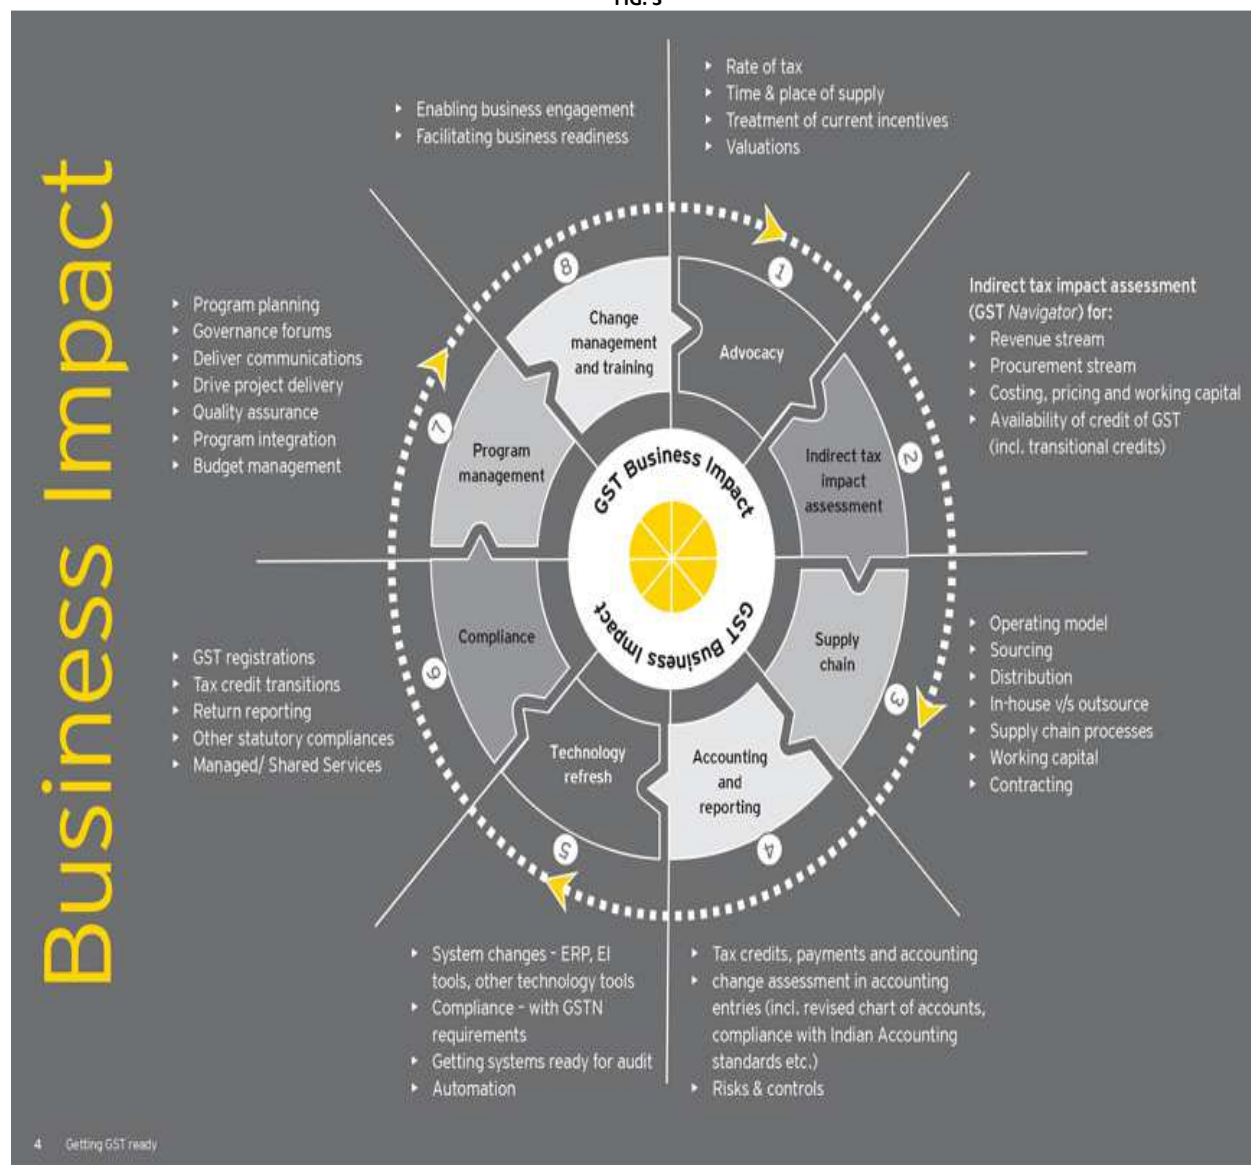 FIG. 3
Business Impact
Enabling business engagement
Facilitating business readiness
Rate of tax
Time & place of supply
Treatment of current incentives
Valuations
Indirect tax impact assessment
(GST Navigator) for:
Revenue stream
Procurement stream
Costing, pricing and working capital
Availability of credit of GST
(incl. transitional credits)
Program planning
Governance forums
Deliver communications
Drive project delivery
Quality assurance
Program integration
Budget management
8
Change
management
and training
1
Advocacy
2
Indirect tax
impact
assessment
3
Supply
chain
4
Accounting
and
reporting
5
Technology
refresh
6
Compliance
7
Program
management
GST Business Impact
GST Business Impact
Operating model
Sourcing
Distribution
In-house v/s outsource
Supply chain processes
Working capital
Contracting
GST registrations
Tax credit transitions
Return reporting
Other statutory compliances
Managed/ Shared Services
System changes - ERP, EI
tools, other technology tools
Compliance - with GSTN
requirements
Getting systems ready for audit
Automation
Tax credits, payments and accounting
change assessment in accounting
entries (incl. revised chart of accounts,
compliance with Indian Accounting
standards etc.)
Risks & controls
4 Getting GST ready